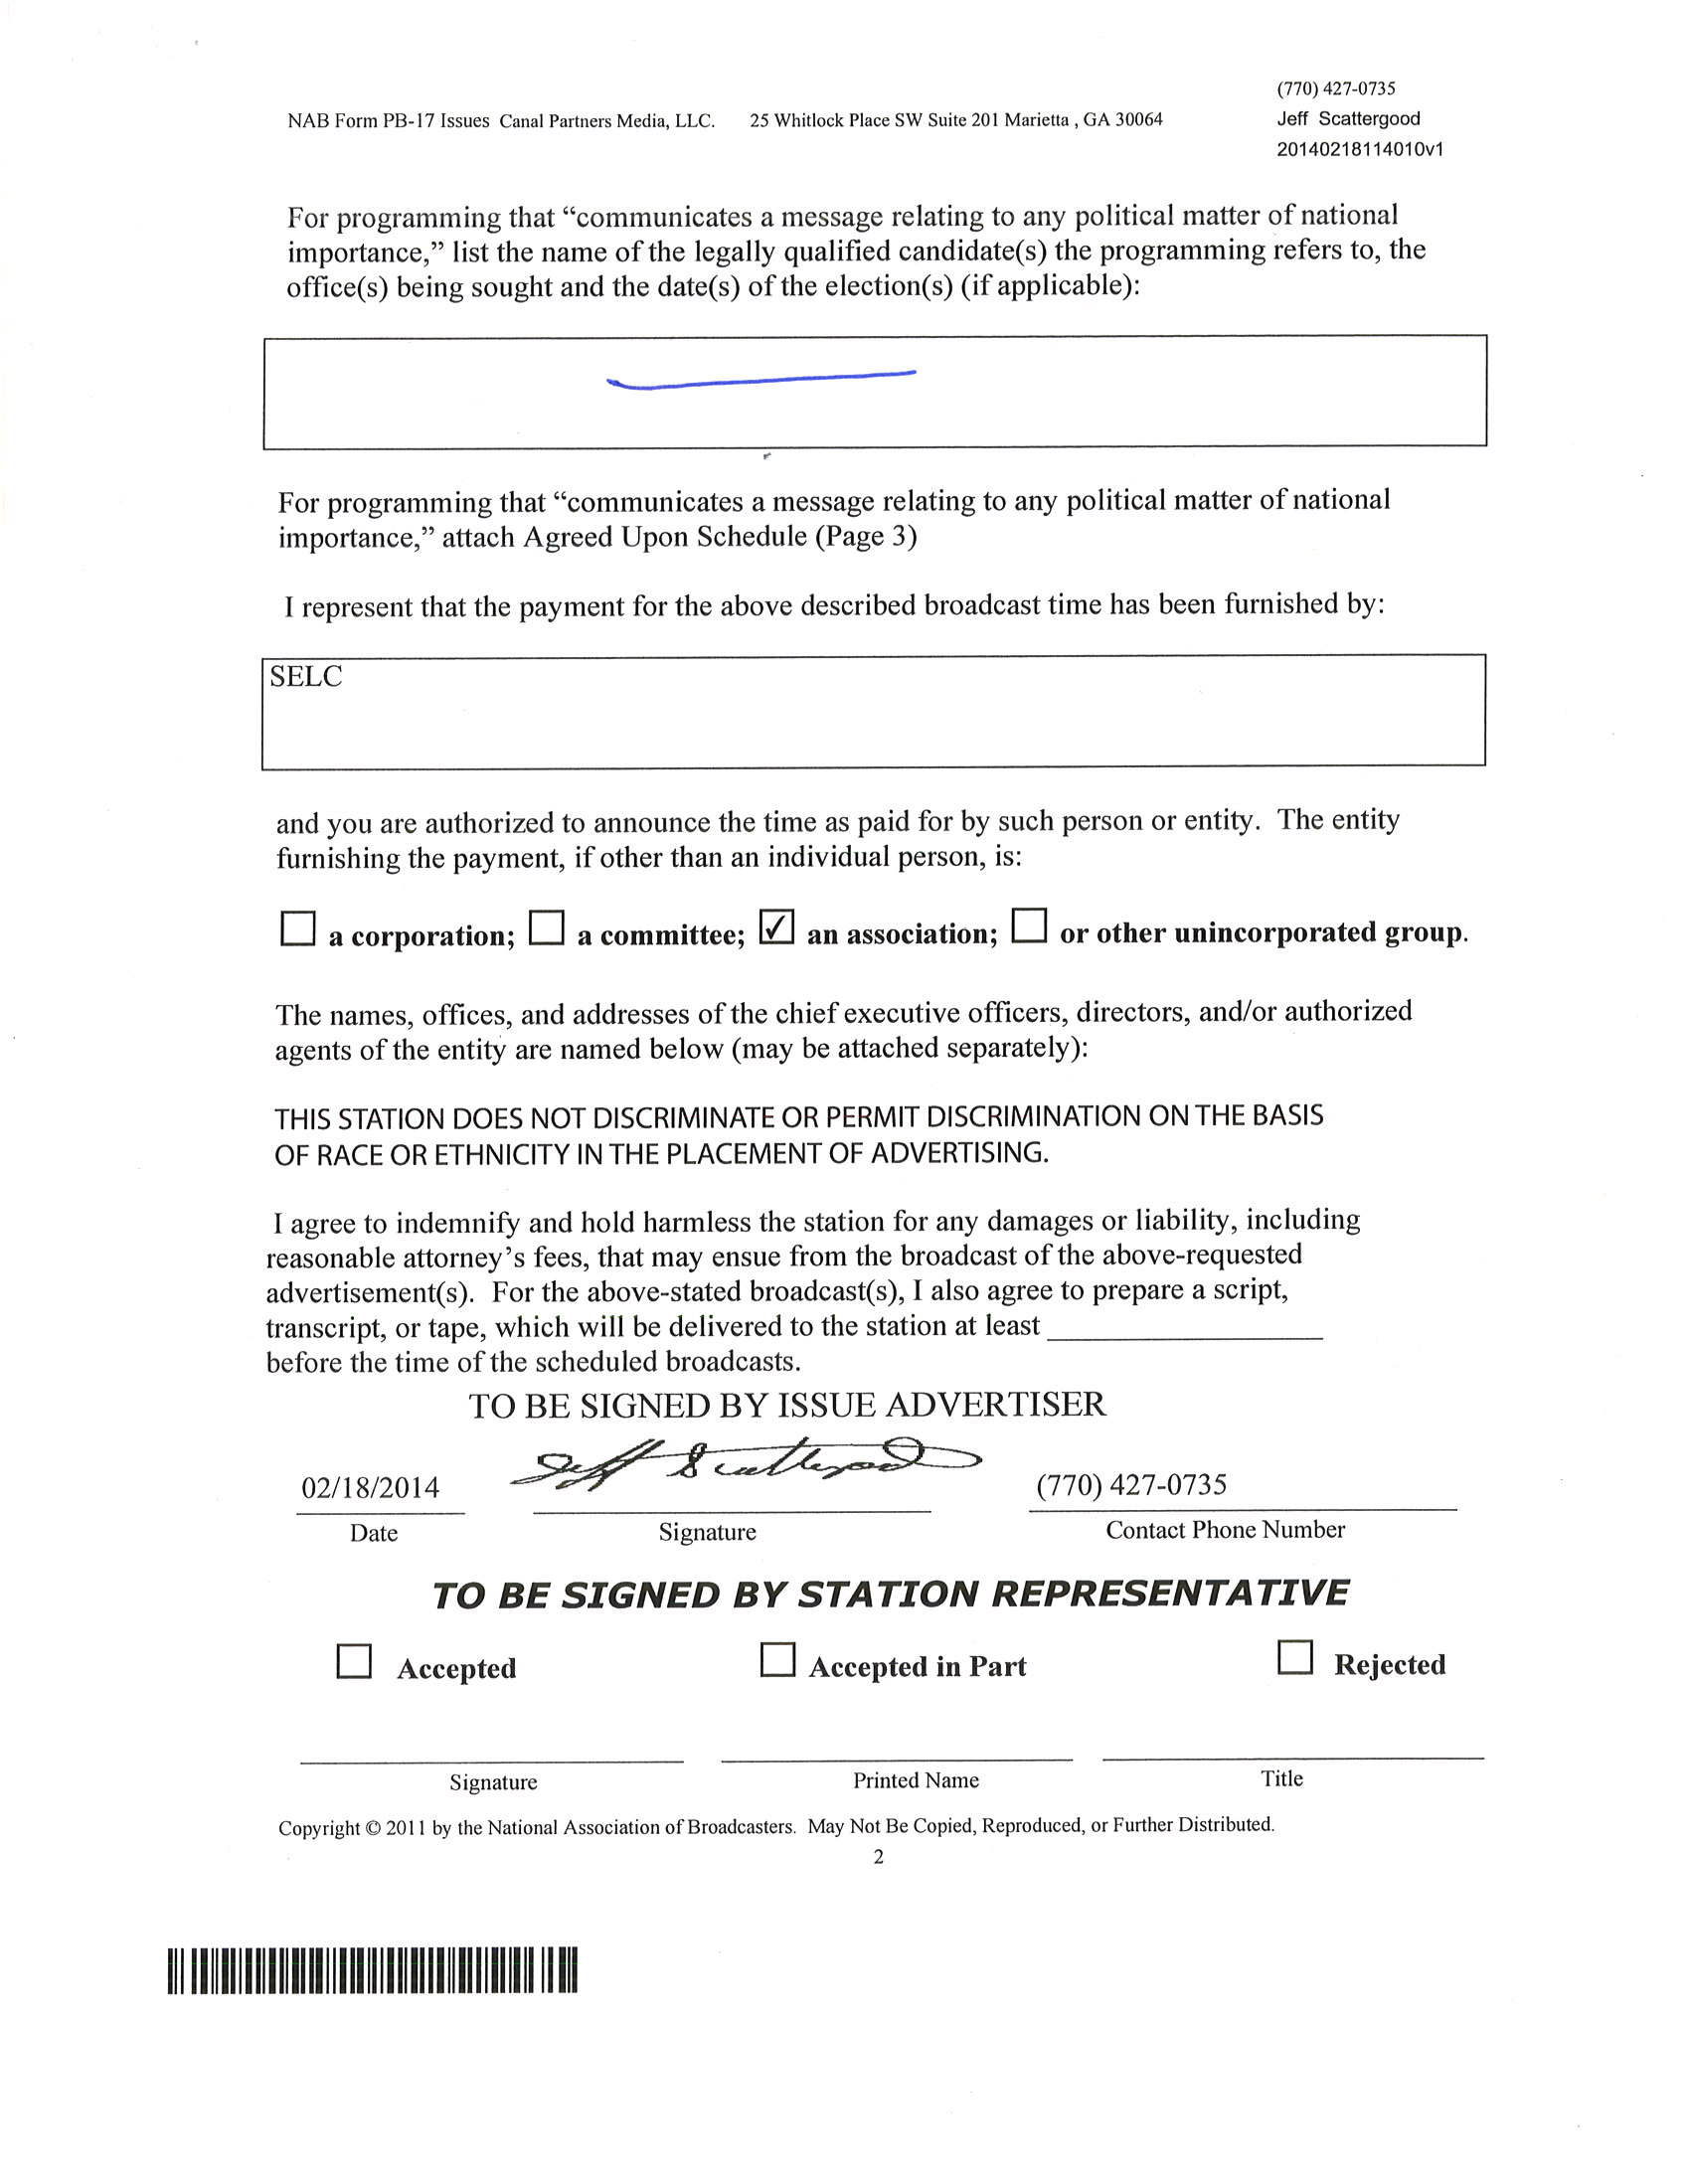 (770) 427-0735
NAB Form PB-17 Issues Canal Partners Media, LLC. 25 Whitlock Place SW Suite 201 Marietta , GA 30064 Jeff Scattergood
20140218114010v1
For programming that “communicates a message relating to any political matter of national
importance,” list the name of the legally qualified candidate(s) the programming refers to, the
office(s) being sought and the date(s) of the election(s) (if applicable):
For programming that “communicates a message relating to any political matter of national
importance,” attach Agreed Upon Schedule (Page 3)
I represent that the payment for the above described broadcast time has been furnished by:
SELC
and you are authorized to announce the time as paid for by such person or entity. The entity
furnishing the payment, if other than an individual person, is:
a corporation; a committee; an association; or other unincorporated group.
The names, offices, and addresses of the chief executive officers, directors, and/or authorized
agents of the entity are named below (may be attached separately):
THIS STATION DOES NOT DISCRIMINATE OR PERMIT DISCRIMINATION ON THE BASIS
OF RACE OR ETHNICITY IN THE PLACEMENT OF ADVERTISING.
I agree to indemnify and hold harmless the station for any damages or liability, including
reasonable attorney’s fees, that may ensue from the broadcast of the above-requested
advertisement(s). For the above-stated broadcast(s), I also agree to prepare a script,
transcript, or tape, which will be delivered to the station at least
before the time of the scheduled broadcasts.
TO BE SIGNED BY ISSUE ADVERTISER
02/18/2014 Jeff Scattergood (770) 427-0735
Date Signature Contact Phone Number
TO BE SIGNED BY STATION REPRESENTATIVE
Accepted Accepted in Part Rejected
Signature Printed Name Title
Copyright © 2011 by the National Association of Broadcasters. May Not Be Copied, Reproduced, or Further Distributed.
2